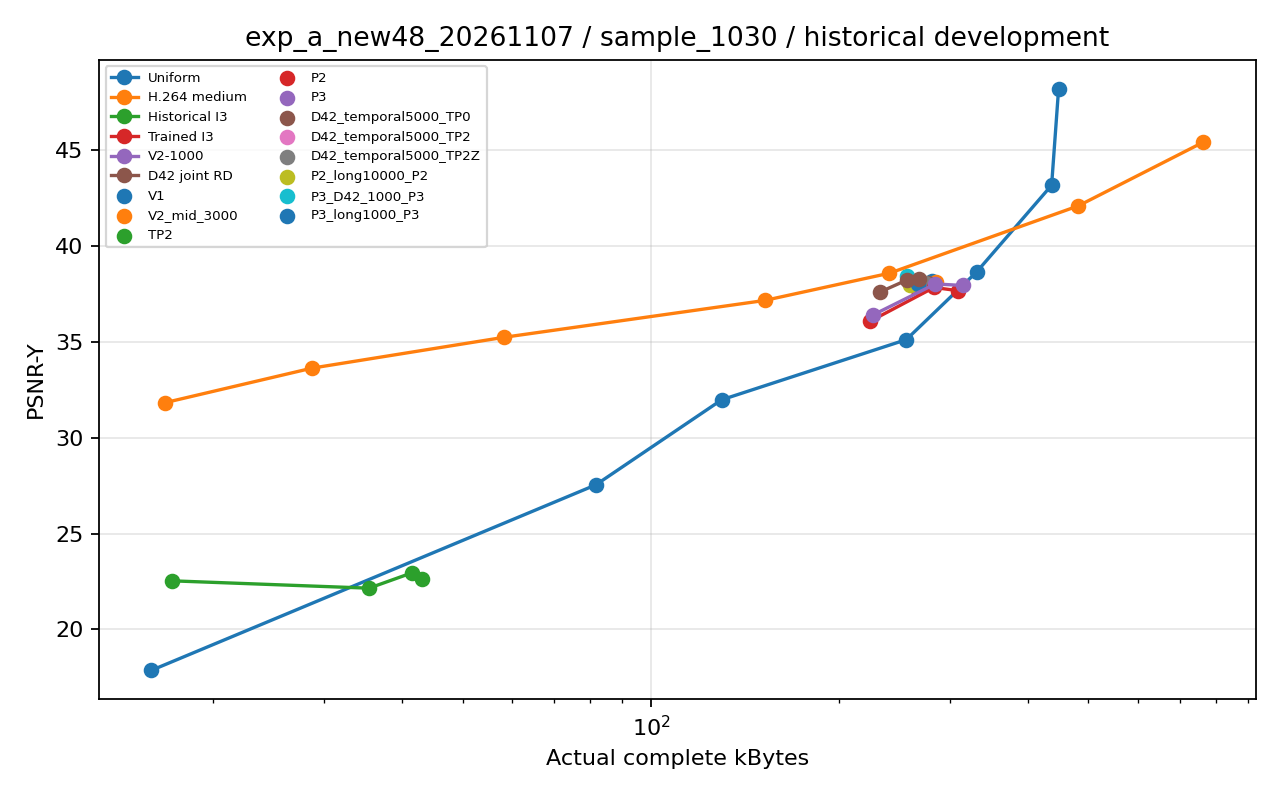 exp_a_new48_20261107 / sample_1030 / historical development
Uniform
H.264 medium
Historical I3
Trained I3
V2-1000
D42 joint RD
V1
V2_mid_3000
TP2
P2
P3
D42_temporal5000_TP0
D42_temporal5000_TP2
D42_temporal5000_TP2Z
P2_long10000_P2
P3_D42_1000_P3
P3_long1000_P3
PSNR-Y
45
40
35
30
25
20
10²
Actual complete kBytes